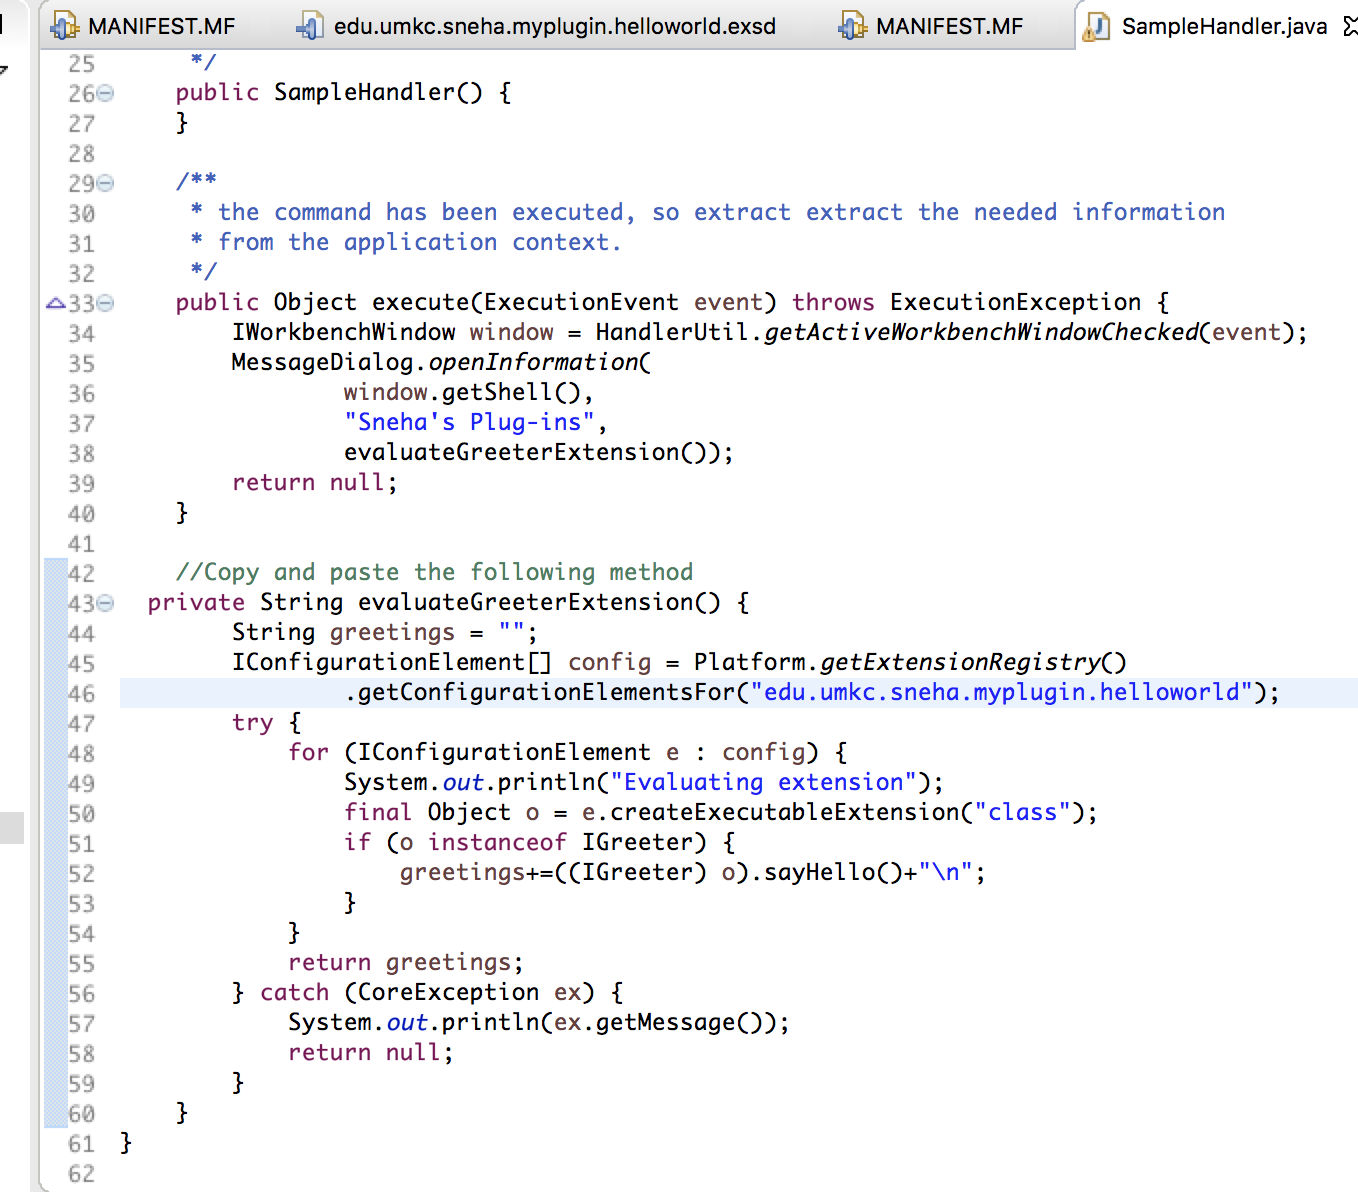 MANIFEST.MF edu.umkc.sneha.myplugin.helloworld.exsd MANIFEST.MF SampleHandler.java
25 */
26 public SampleHandler() {
27 }
28
29 /**
30 * the command has been executed, so extract extract the needed information
31 * from the application context.
32 */
33 public Object execute(ExecutionEvent event) throws ExecutionException {
34 IWorkbenchWindow window = HandlerUtil.getActiveWorkbenchWindowChecked(event);
35 MessageDialog.openInformation(
36 window.getShell(),
37 "Sneha's Plug-ins",
38 evaluateGreeterExtension());
39 return null;
40 }
41
42 //Copy and paste the following method
43 private String evaluateGreeterExtension() {
44 String greetings = "";
45 IConfigurationElement[] config = Platform.getExtensionRegistry()
46 .getConfigurationElementsFor("edu.umkc.sneha.myplugin.helloworld");
47 try {
48 for (IConfigurationElement e : config) {
49 System.out.println("Evaluating extension");
50 final Object o = e.createExecutableExtension("class");
51 if (o instanceof IGreeter) {
52 greetings+=((IGreeter) o).sayHello()+"\n";
53 }
54 }
55 return greetings;
56 } catch (CoreException ex) {
57 System.out.println(ex.getMessage());
58 return null;
59 }
60 }
61 }
62